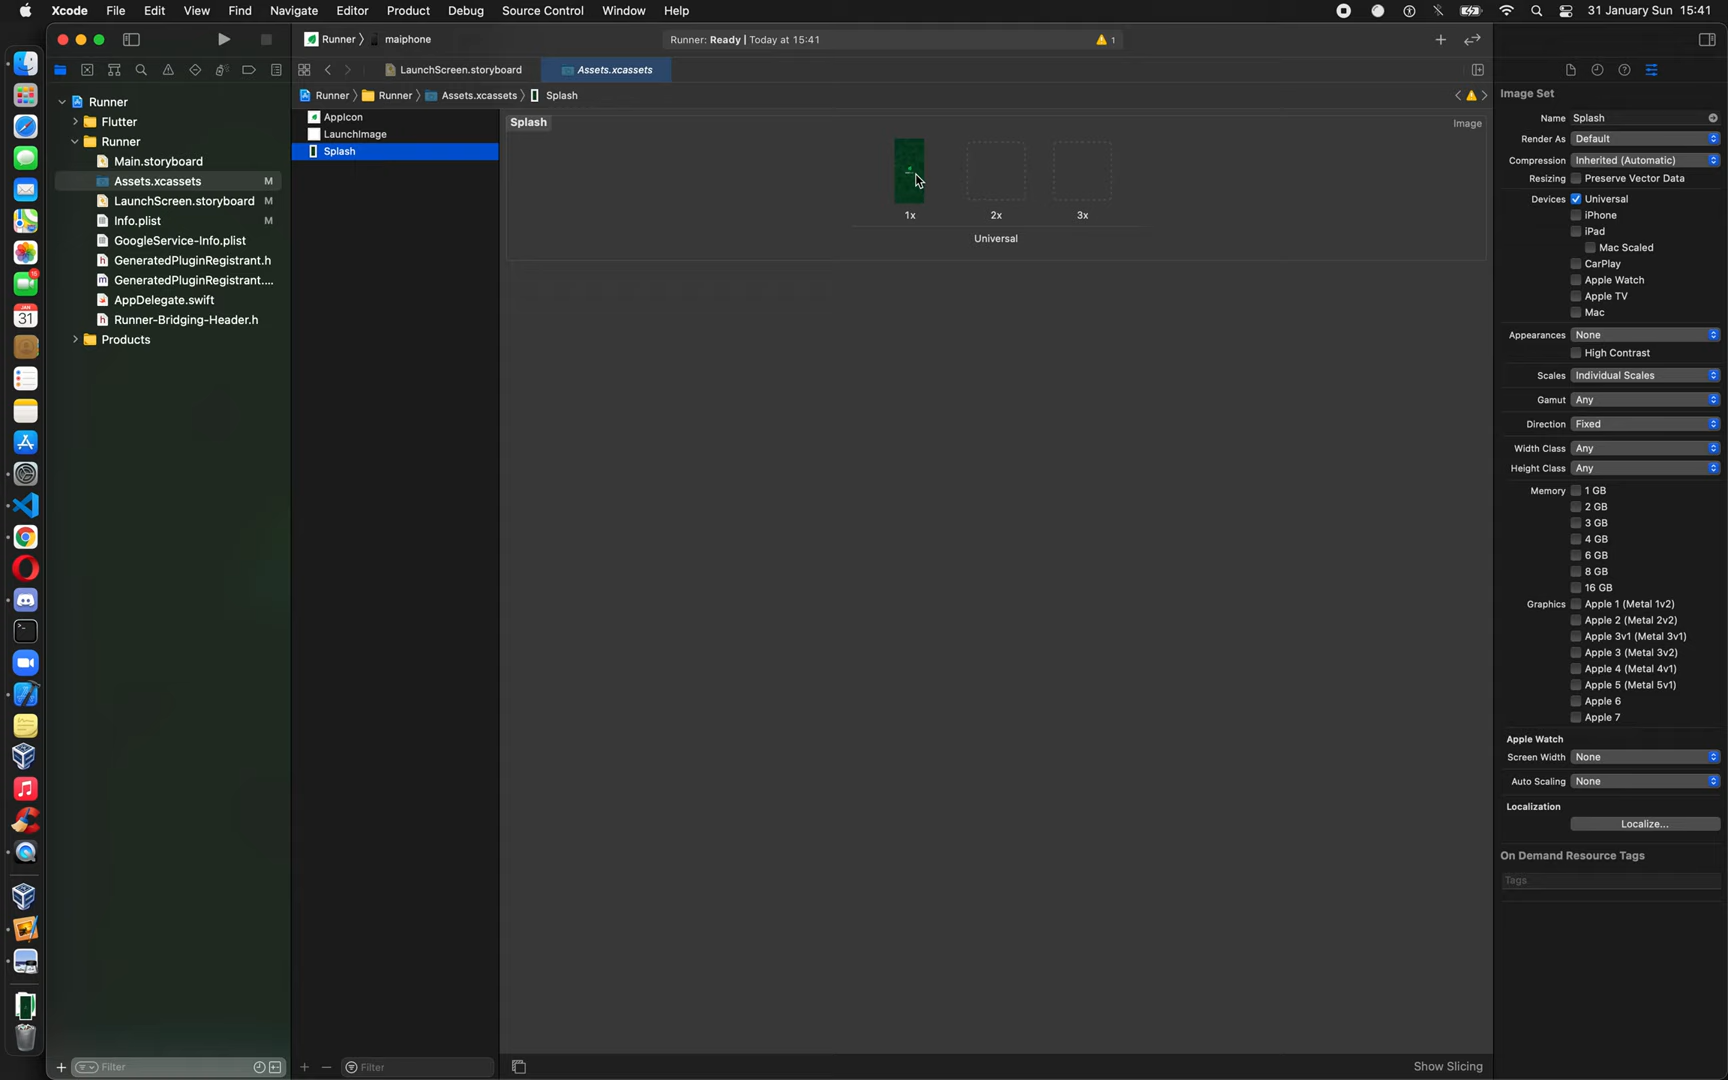 Xcode File Edit View Find Navigate Editor Product Debug Source Control Window Help 31 January Sun 15:41
Runner maiphone Runner: Ready | Today at 15:41 1
LaunchScreen.storyboard Assets.xcassets
Runner Runner Assets.xcassets Splash
Runner
Flutter
Runner
Main.storyboard
Assets.xcassets M
LaunchScreen.storyboard M
Info.plist M
GoogleService-Info.plist
GeneratedPluginRegistrant.h
GeneratedPluginRegistrant....
AppDelegate.swift
Runner-Bridging-Header.h
Products
Filter
AppIcon
LaunchImage
Splash
Filter
Splash
Image
1x 2x 3x
Universal
Show Slicing
Image Set
Name Splash
Render As Default
Compression Inherited (Automatic)
Resizing Preserve Vector Data
Devices Universal
iPhone
iPad
Mac Scaled
CarPlay
Apple Watch
Apple TV
Mac
Appearances None
High Contrast
Scales Individual Scales
Gamut Any
Direction Fixed
Width Class Any
Height Class Any
Memory 1 GB
2 GB
3 GB
4 GB
6 GB
8 GB
16 GB
Graphics Apple 1 (Metal 1v2)
Apple 2 (Metal 2v2)
Apple 3v1 (Metal 3v1)
Apple 3 (Metal 3v2)
Apple 4 (Metal 4v1)
Apple 5 (Metal 5v1)
Apple 6
Apple 7
Apple Watch
Screen Width None
Auto Scaling None
Localization
Localize...
On Demand Resource Tags
Tags
JAN
31